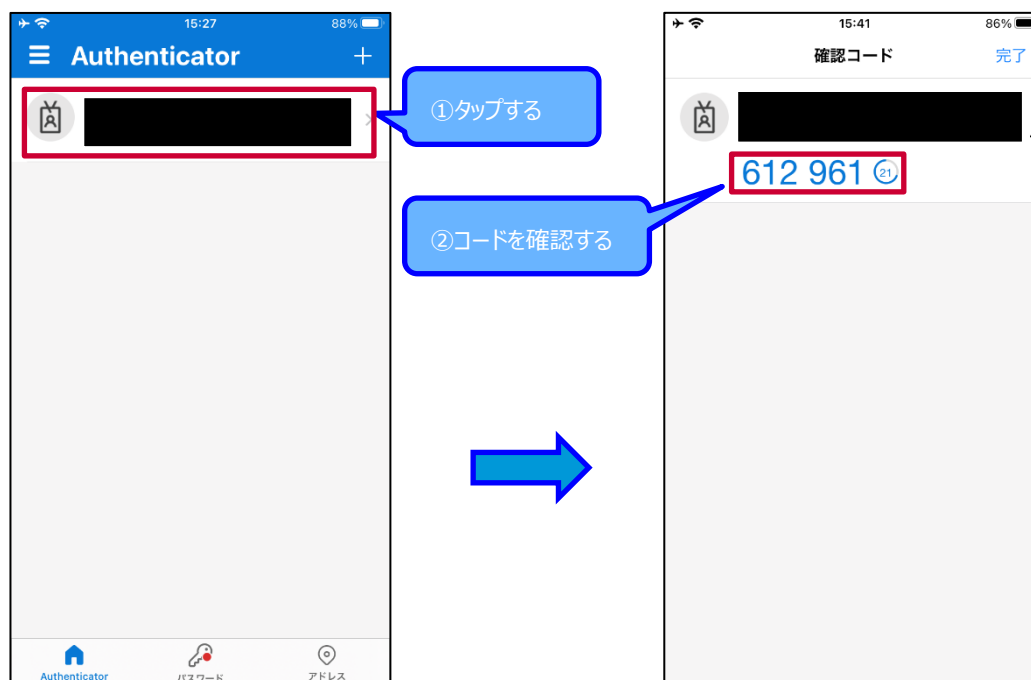 15:27
88%
Authenticator
①タップする
②コードを確認する
Authenticator
パスワード
アドレス
15:41
86%
確認コード
完了
612 961
21